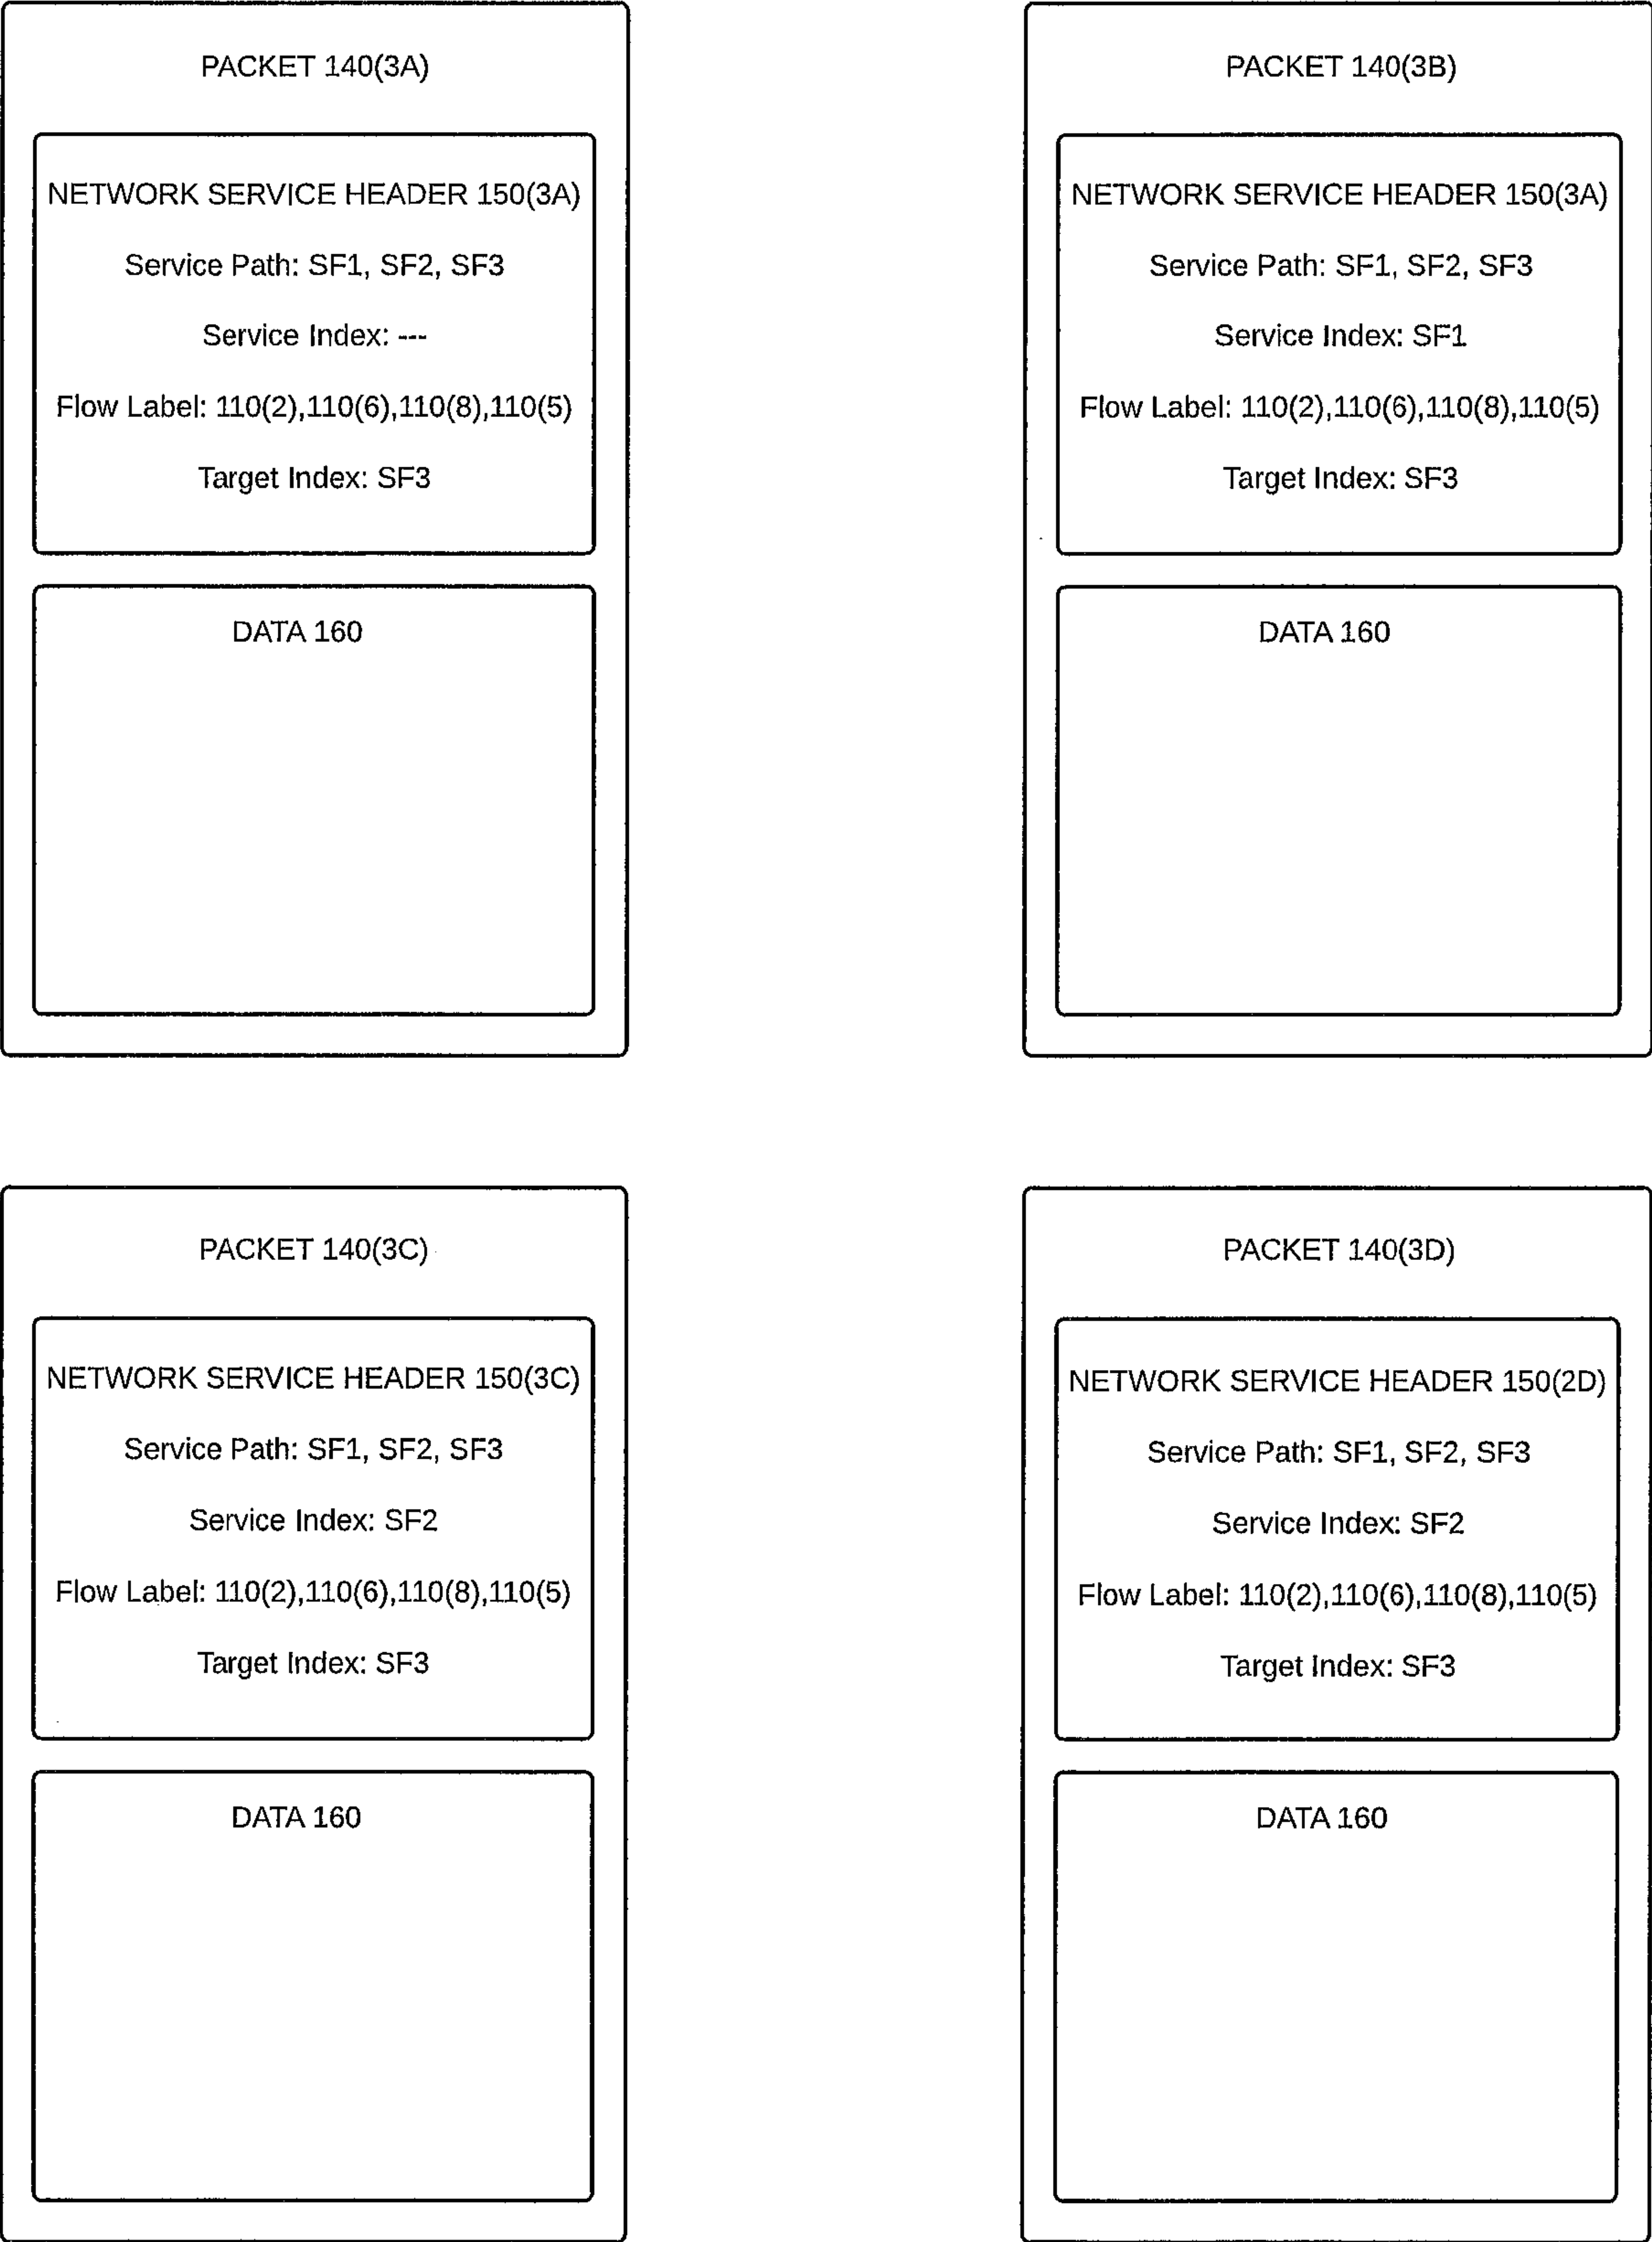 PACKET 140(3A)
NETWORK SERVICE HEADER 150(3A)
Service Path: SF1, SF2, SF3
Service Index: ---
Flow Label: 110(2),110(6),110(8),110(5)
Target Index: SF3
DATA 160
PACKET 140(3B)
NETWORK SERVICE HEADER 150(3A)
Service Path: SF1, SF2, SF3
Service Index: SF1
Flow Label: 110(2),110(6),110(8),110(5)
Target Index: SF3
DATA 160
PACKET 140(3C)
NETWORK SERVICE HEADER 150(3C)
Service Path: SF1, SF2, SF3
Service Index: SF2
Flow Label: 110(2),110(6),110(8),110(5)
Target Index: SF3
DATA 160
PACKET 140(3D)
NETWORK SERVICE HEADER 150(2D)
Service Path: SF1, SF2, SF3
Service Index: SF2
Flow Label: 110(2),110(6),110(8),110(5)
Target Index: SF3
DATA 160